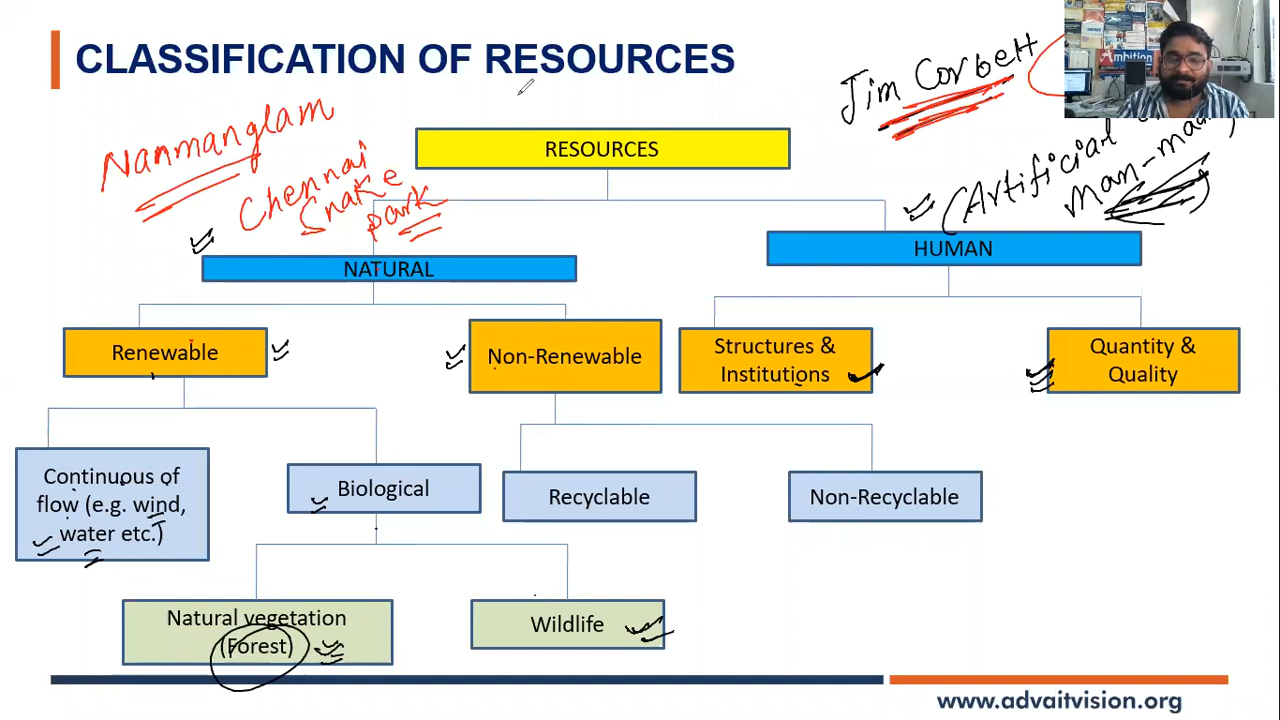 CLASSIFICATION OF RESOURCES
Jim Corbett
Ambition
Nanmanglam
Chennai
Snake
park
RESOURCES
(Artificial
man-made
NATURAL
HUMAN
Renewable
Non-Renewable
Structures &
Institutions
Quantity &
Quality
Continuous of
flow (e.g. wind,
water etc.)
Biological
Recyclable
Non-Recyclable
Natural vegetation
(Forest)
Wildlife
www.advaitvision.org